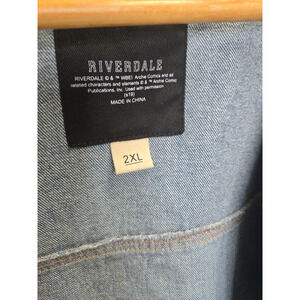 RIVERDALE
RIVERDALE © & ™ WBEI Archie Comics and all
related characters and elements © & ™ Archie Comic
Publications, Inc. Used with permission
(s19)
MADE IN CHINA
2XL